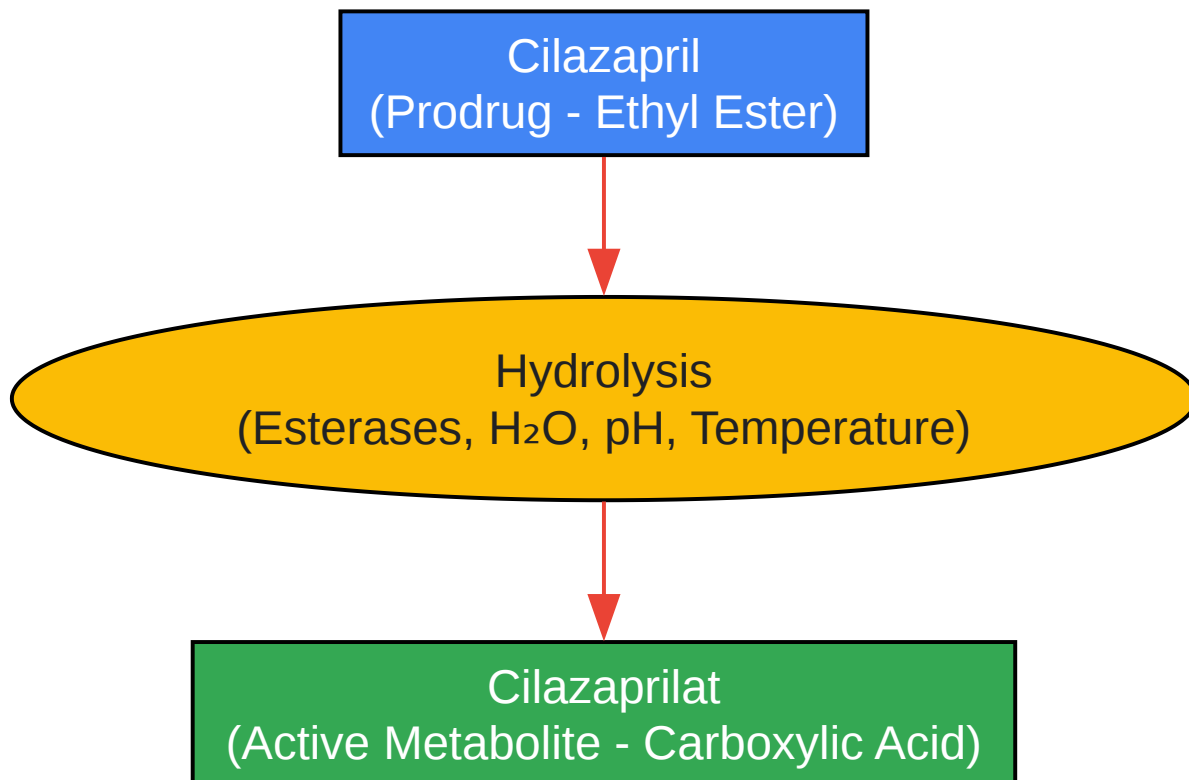 Cilazapril
(Prodrug - Ethyl Ester)
Hydrolysis
(Esterases, H₂O, pH, Temperature)
Cilazaprilat
(Active Metabolite - Carboxylic Acid)